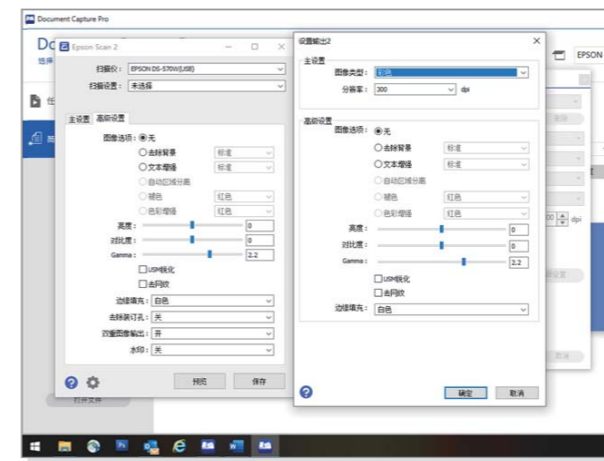 Document Capture Pro
Epson Scan 2
扫描仪：
EPSON DS-570W(USB)
扫描设置：
未选择
主设置
高级设置
图像选项：
无
去除背景
标准
文本增强
标准
自动区域分离
褪色
红色
色彩增强
红色
亮度：
0
对比度：
0
Gamma：
2.2
USM锐化
去网纹
边缘填充：
白色
去除装订孔：
关
双重图像输出：
开
水印：
关
预览
保存
打开文件
设置输出2
主设置
图像类型：
彩色
分辨率：
300
dpi
高级设置
图像选项：
无
去除背景
标准
文本增强
标准
自动区域分离
褪色
红色
色彩增强
红色
亮度：
0
对比度：
0
Gamma：
2.2
USM锐化
去网纹
边缘填充：
白色
确定
取消
EPSON
删除
dpi
取消